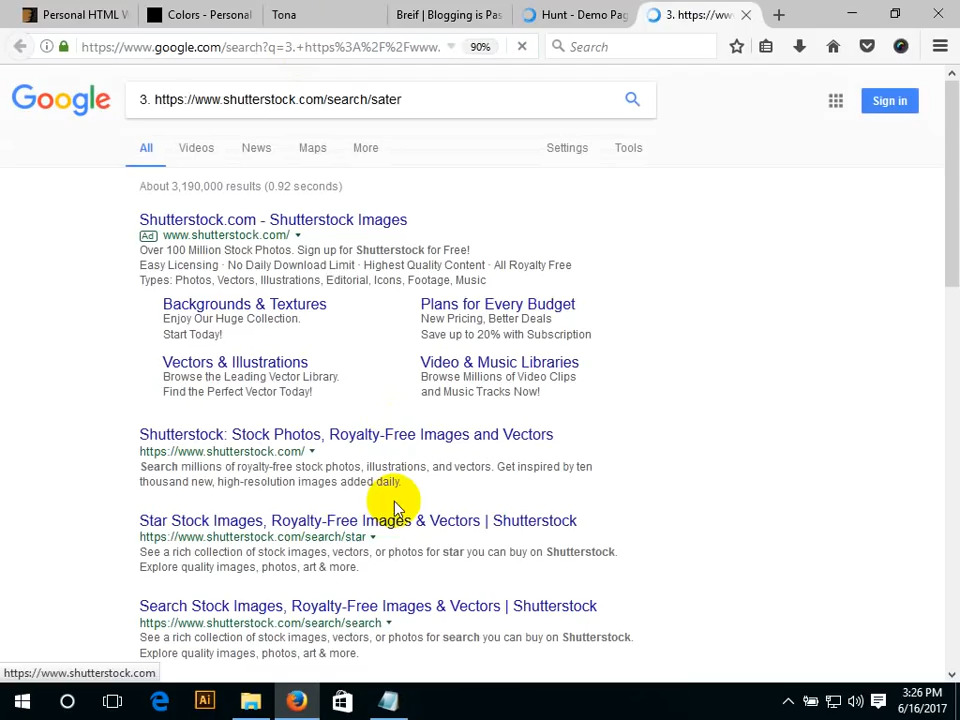 Personal HTML W
Colors - Personal
Tona
Breif | Blogging is Pas
Hunt - Demo Pag
3. https://ww
https://www.google.com/search?q=3.+https%3A%2F%2Fwww.
90%
Search
Google
3. https://www.shutterstock.com/search/sater
Sign in
All
Videos
News
Maps
More
Settings
Tools
About 3,190,000 results (0.92 seconds)
Shutterstock.com - Shutterstock Images
Ad www.shutterstock.com/
Over 100 Million Stock Photos. Sign up for Shutterstock for Free!
Easy Licensing · No Daily Download Limit · Highest Quality Content · All Royalty Free
Types: Photos, Vectors, Illustrations, Editorial, Icons, Footage, Music
Backgrounds & Textures
Enjoy Our Huge Collection.
Start Today!
Plans for Every Budget
New Pricing, Better Deals
Save up to 20% with Subscription
Vectors & Illustrations
Browse the Leading Vector Library.
Find the Perfect Vector Today!
Video & Music Libraries
Browse Millions of Video Clips
and Music Tracks Now!
Shutterstock: Stock Photos, Royalty-Free Images and Vectors
https://www.shutterstock.com/
Search millions of royalty-free stock photos, illustrations, and vectors. Get inspired by ten
thousand new, high-resolution images added daily.
Star Stock Images, Royalty-Free Images & Vectors | Shutterstock
https://www.shutterstock.com/search/star
See a rich collection of stock images, vectors, or photos for star you can buy on Shutterstock.
Explore quality images, photos, art & more.
Search Stock Images, Royalty-Free Images & Vectors | Shutterstock
https://www.shutterstock.com/search/search
See a rich collection of stock images, vectors, or photos for search you can buy on Shutterstock.
Explore quality images, photos, art & more.
https://www.shutterstock.com
Ai
3:26 PM
6/16/2017